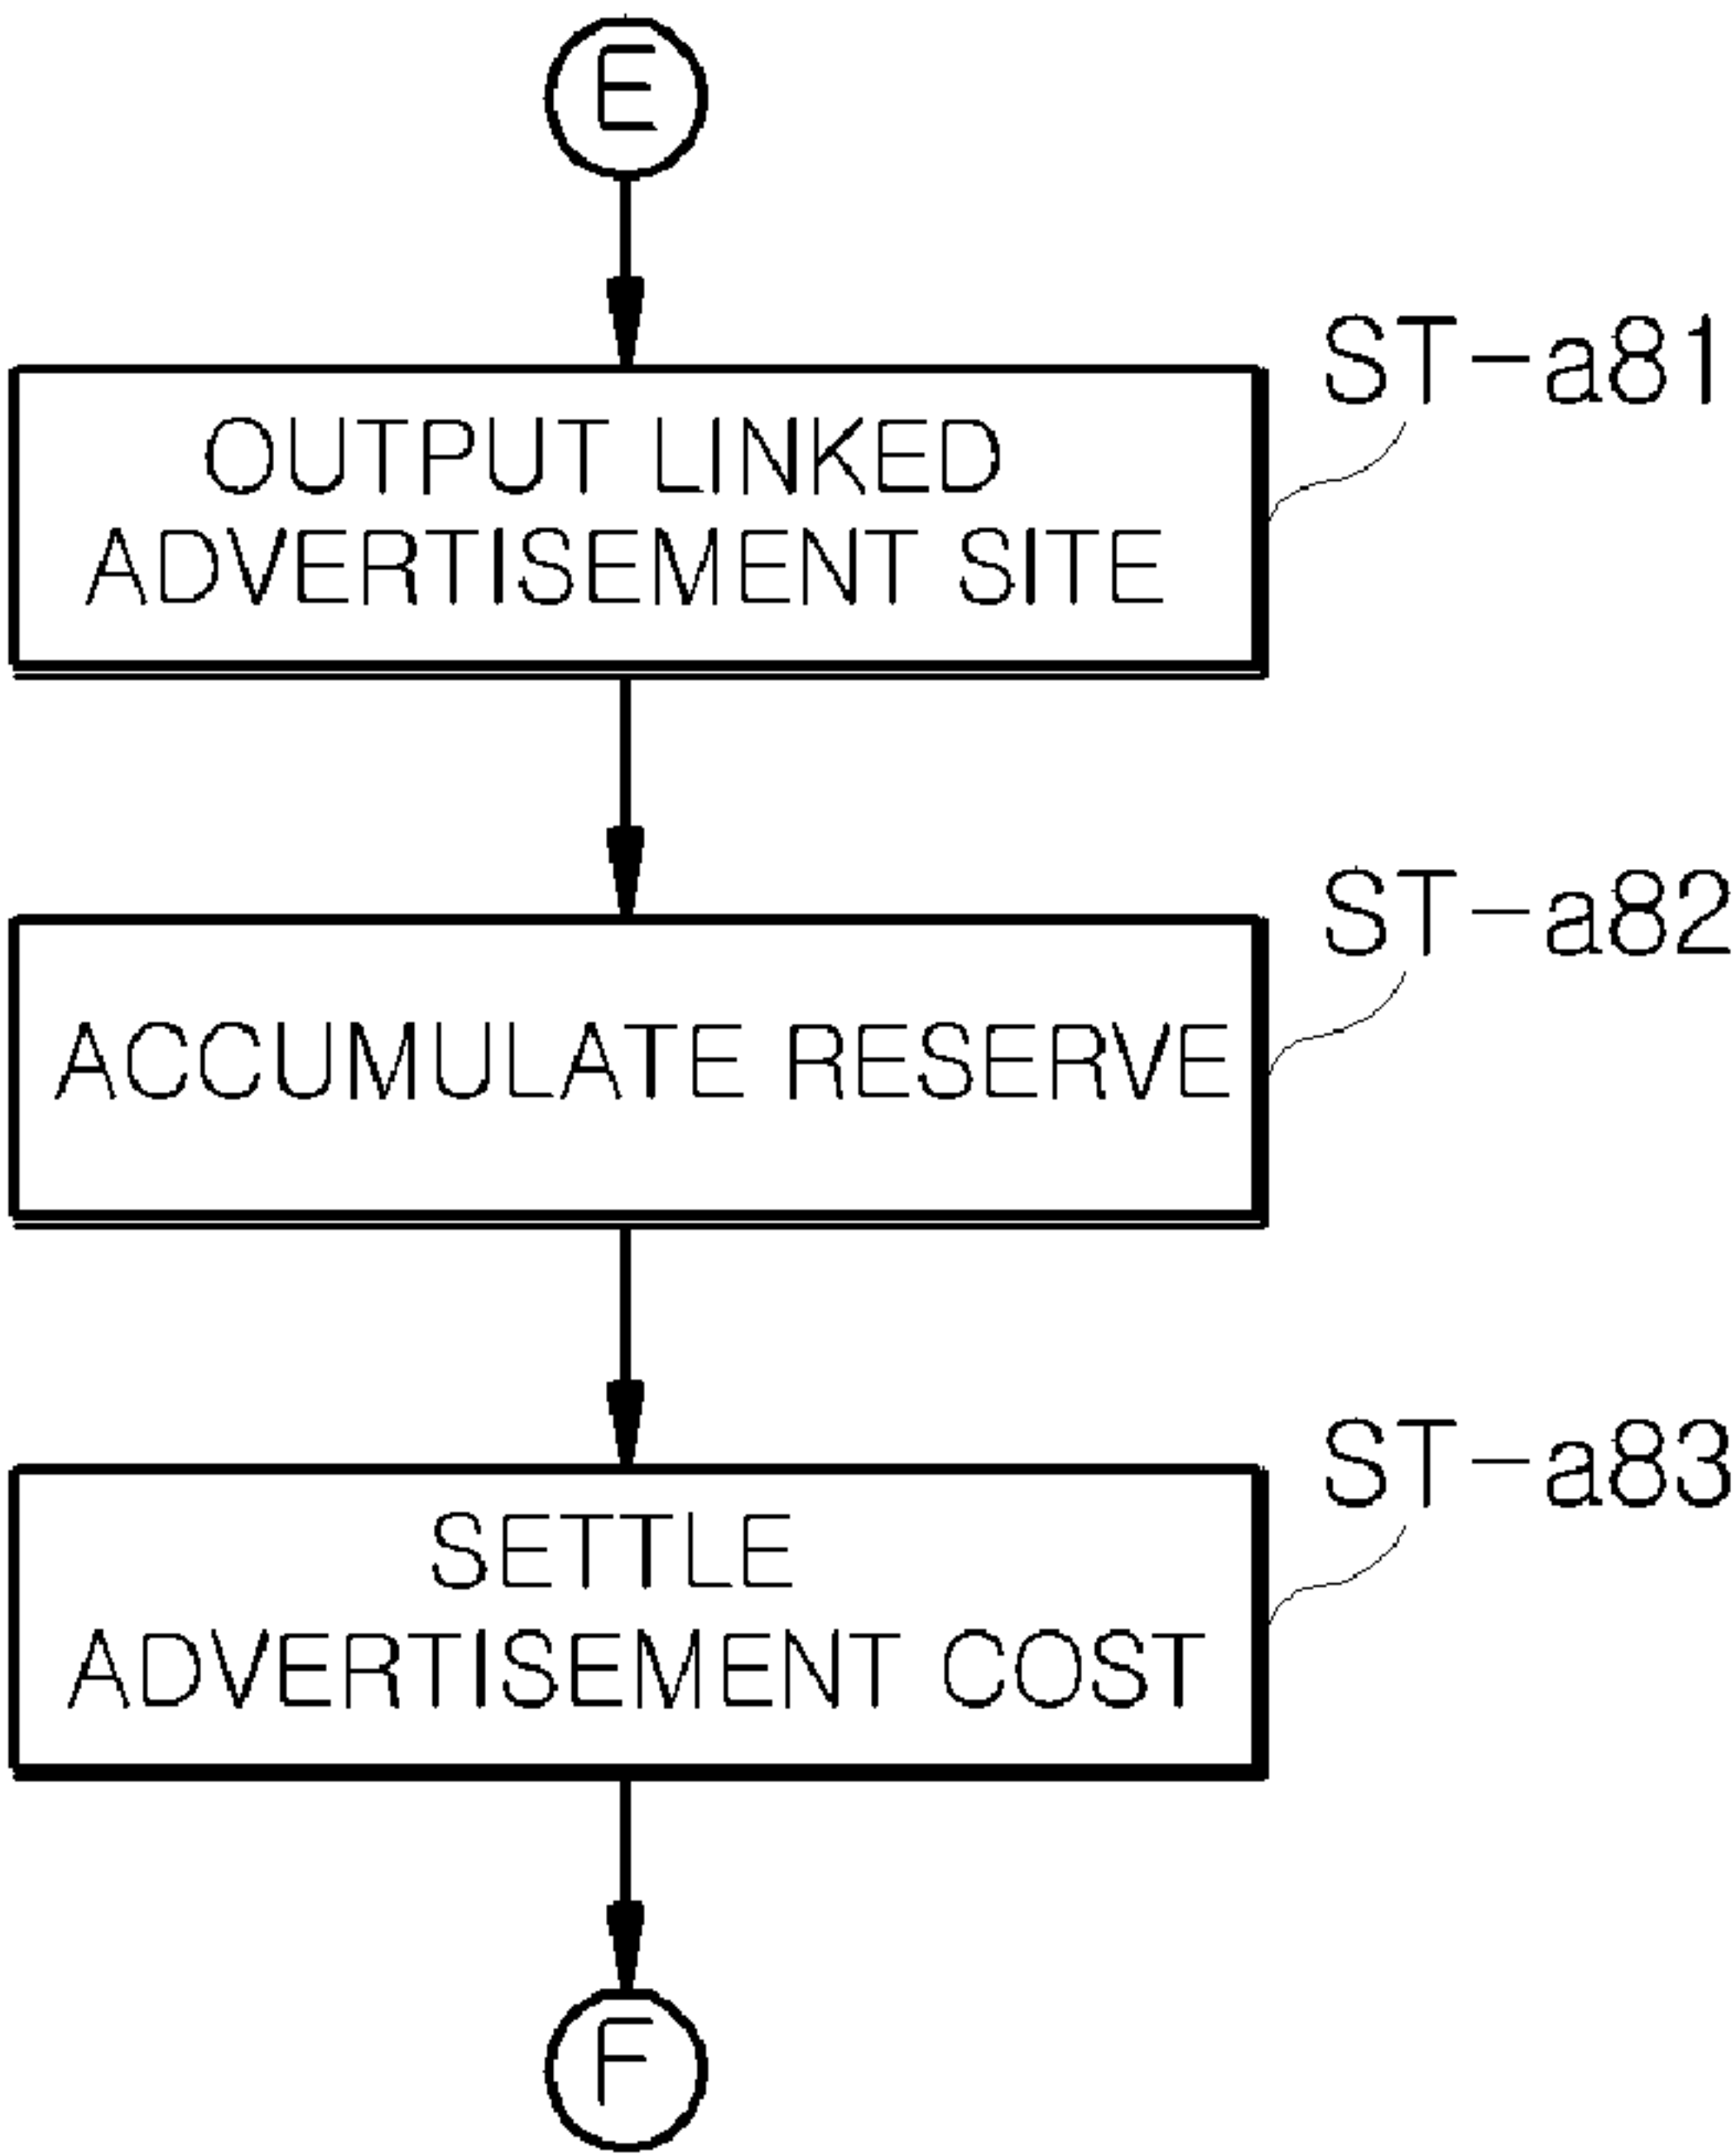 E
ST-a81
OUTPUT LINKED
ADVERTISEMENT SITE
ST-a82
ACCUMULATE RESERVE
ST-a83
SETTLE
ADVERTISEMENT COST
F